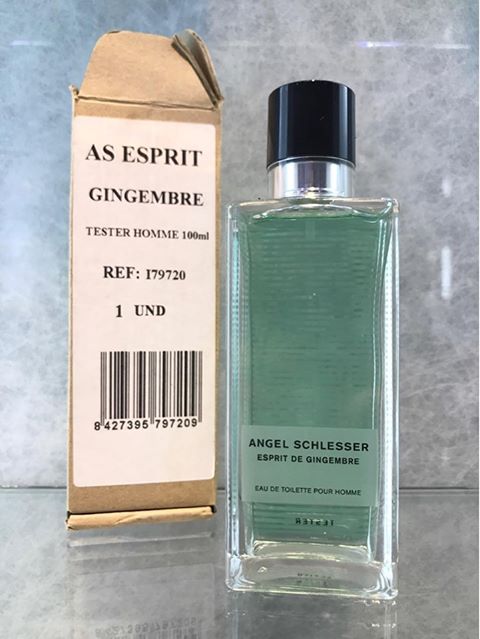 AS ESPRIT
GINGEMBRE
TESTER HOMME 100ml
REF: I79720
1 UND
8 427395 797209
ANGEL SCHLESSER
ESPRIT DE GINGEMBRE
EAU DE TOILETTE POUR HOMME
TESTER